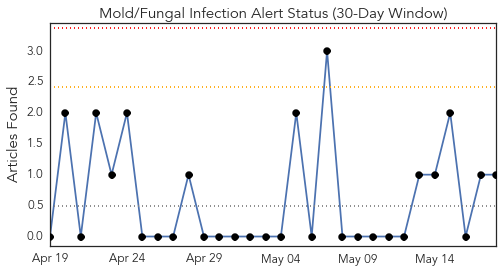 Mold/Fungal Infection Alert Status (30-Day Window)
Articles Found
3.0
2.5
2.0
1.5
1.0
0.5
0.0
Apr 19 Apr 24 Apr 29 May 04 May 09 May 14